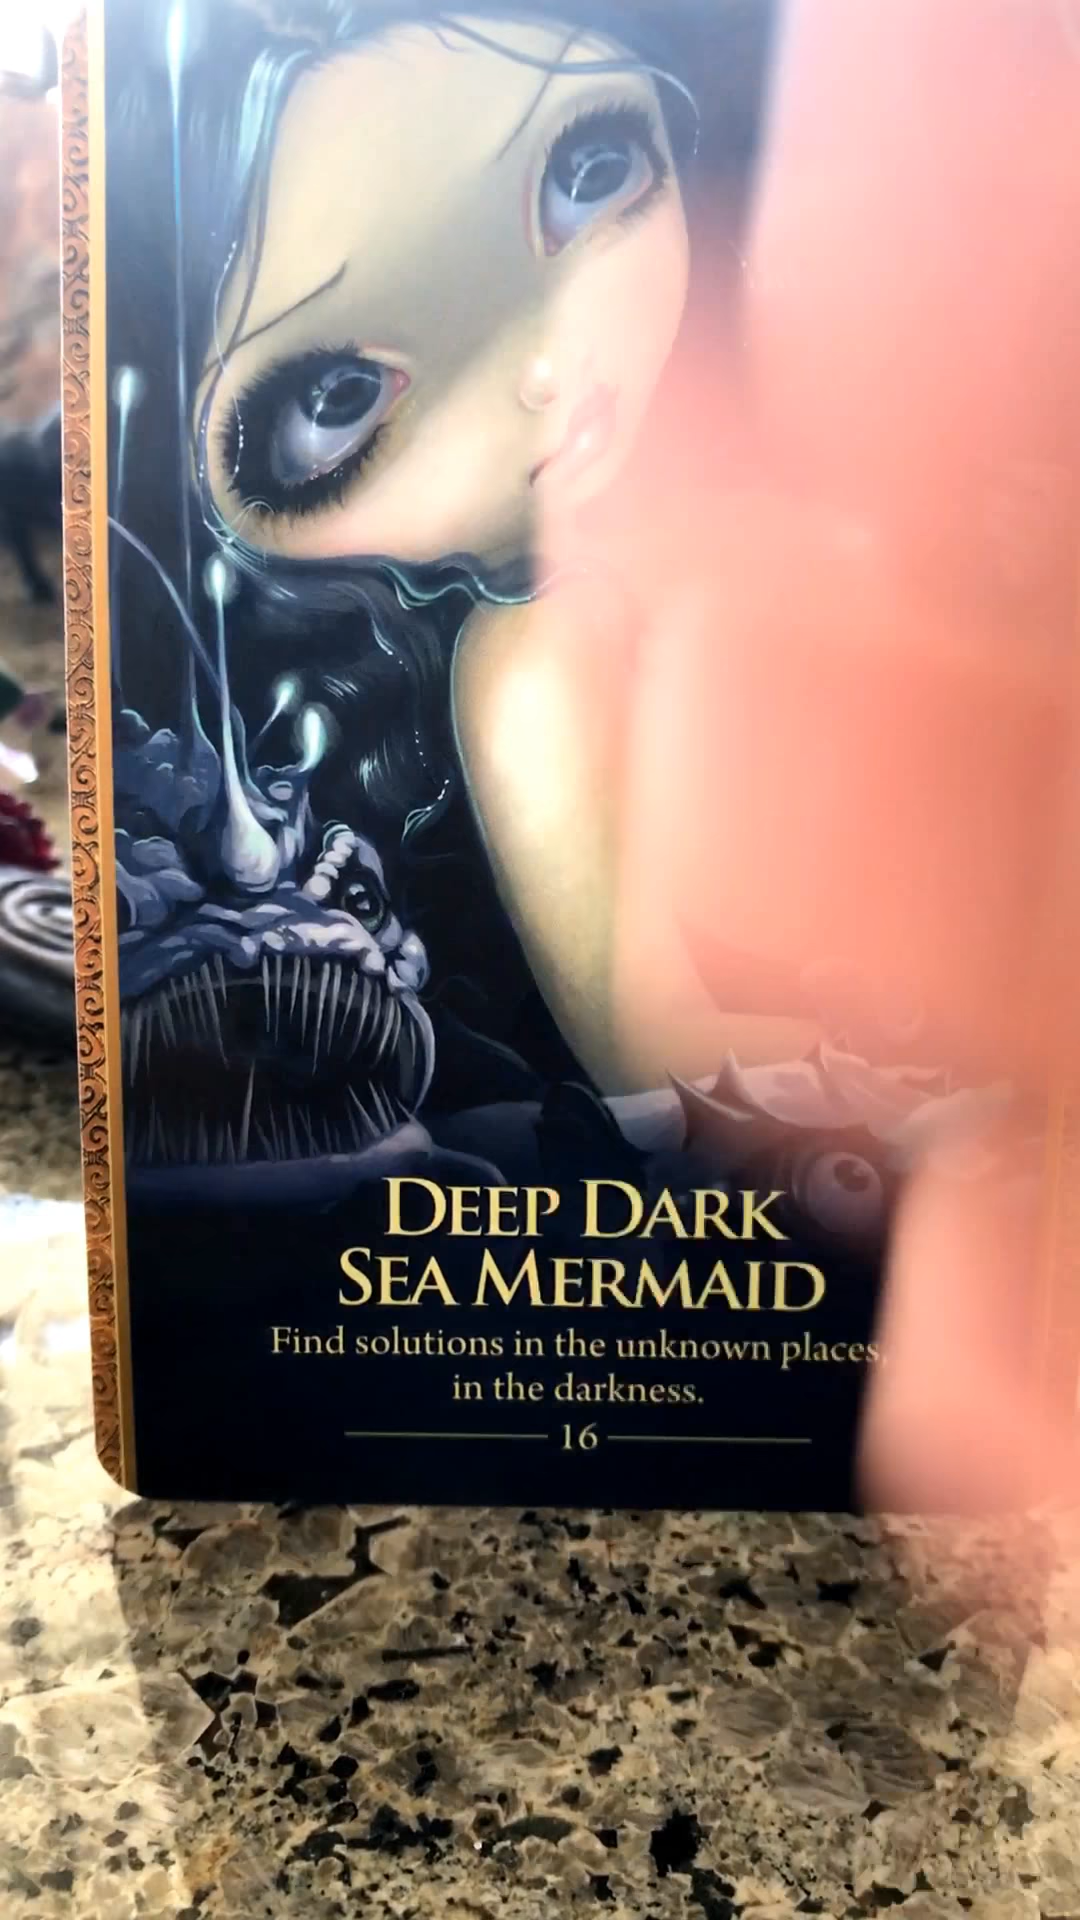 DEEP DARK
SEA MERMAID
Find solutions in the unknown places,
in the darkness.
16